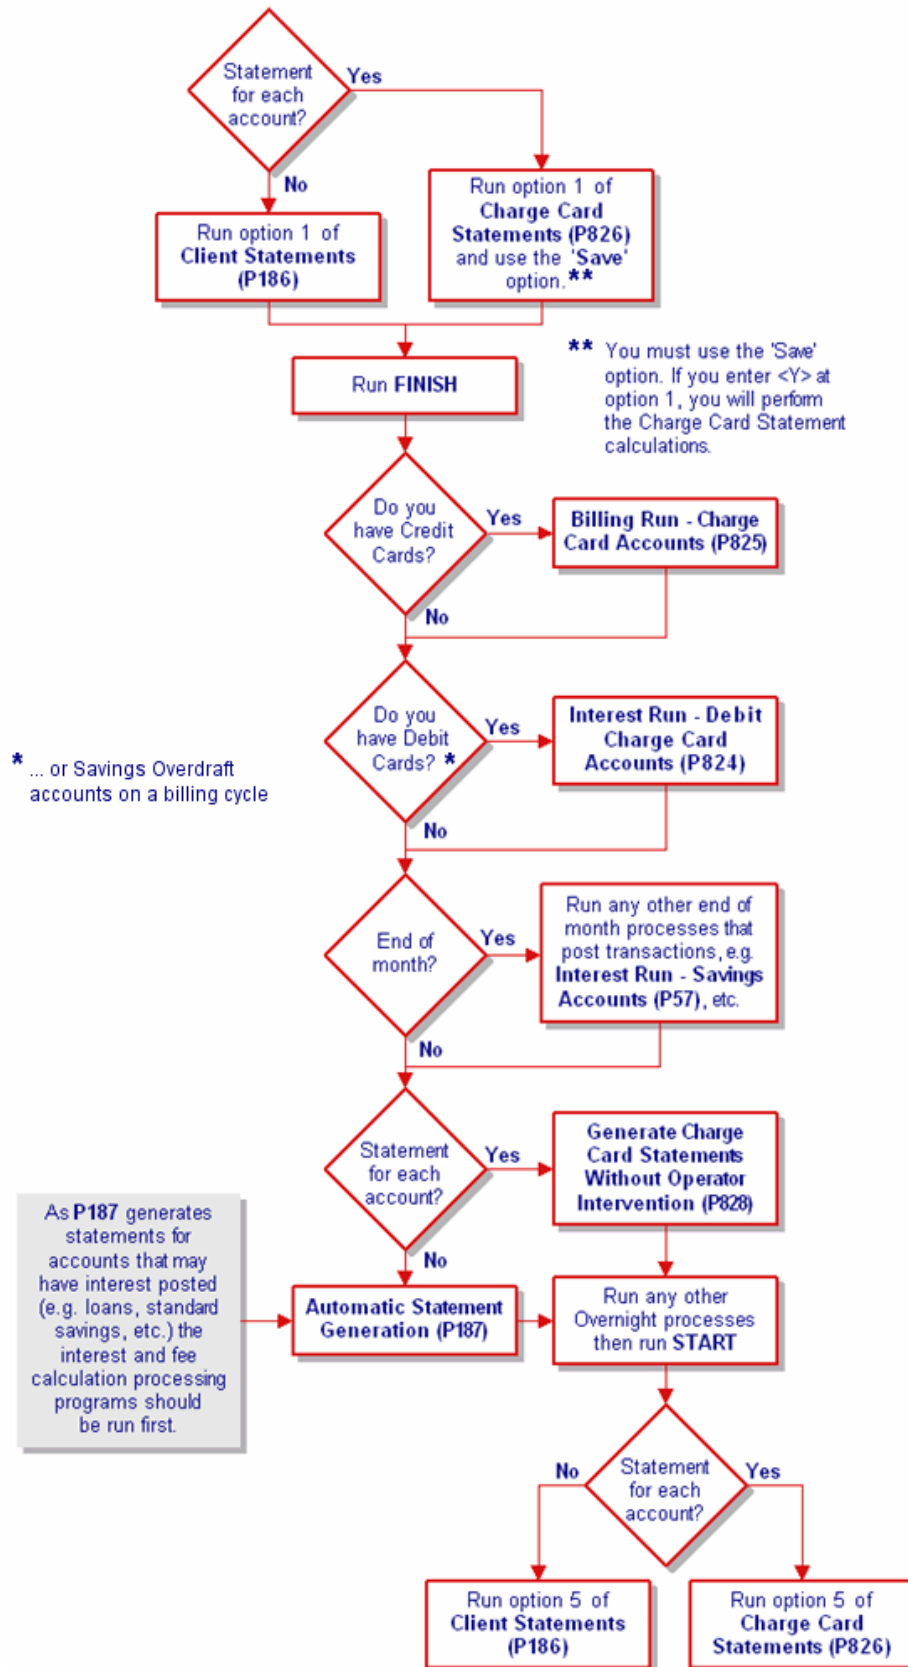 Statement
for each
account?
Yes
No
Run option 1 of
Client Statements
(P186)
Run option 1 of
Charge Card
Statements (P826)
and use the 'Save'
option.**
Run FINISH
** You must use the 'Save'
option. If you enter <Y> at
option 1, you will perform
the Charge Card Statement
calculations.
Do you
have Credit
Cards?
Yes
Billing Run - Charge
Card Accounts (P825)
No
Do you
have Debit
Cards? *
Yes
Interest Run - Debit
Charge Card
Accounts (P824)
* ... or Savings Overdraft
accounts on a billing cycle
No
End of
month?
Yes
Run any other end of
month processes that
post transactions, e.g.
Interest Run - Savings
Accounts (P57), etc.
No
Statement
for each
account?
Yes
Generate Charge
Card Statements
Without Operator
Intervention (P828)
No
As P187 generates
statements for
accounts that may
have interest posted
(e.g. loans, standard
savings, etc.) the
interest and fee
calculation processing
programs should
be run first.
Automatic Statement
Generation (P187)
Run any other
Overnight processes
then run START
Statement
for each
account?
No
Yes
Run option 5 of
Client Statements
(P186)
Run option 5 of
Charge Card
Statements (P826)